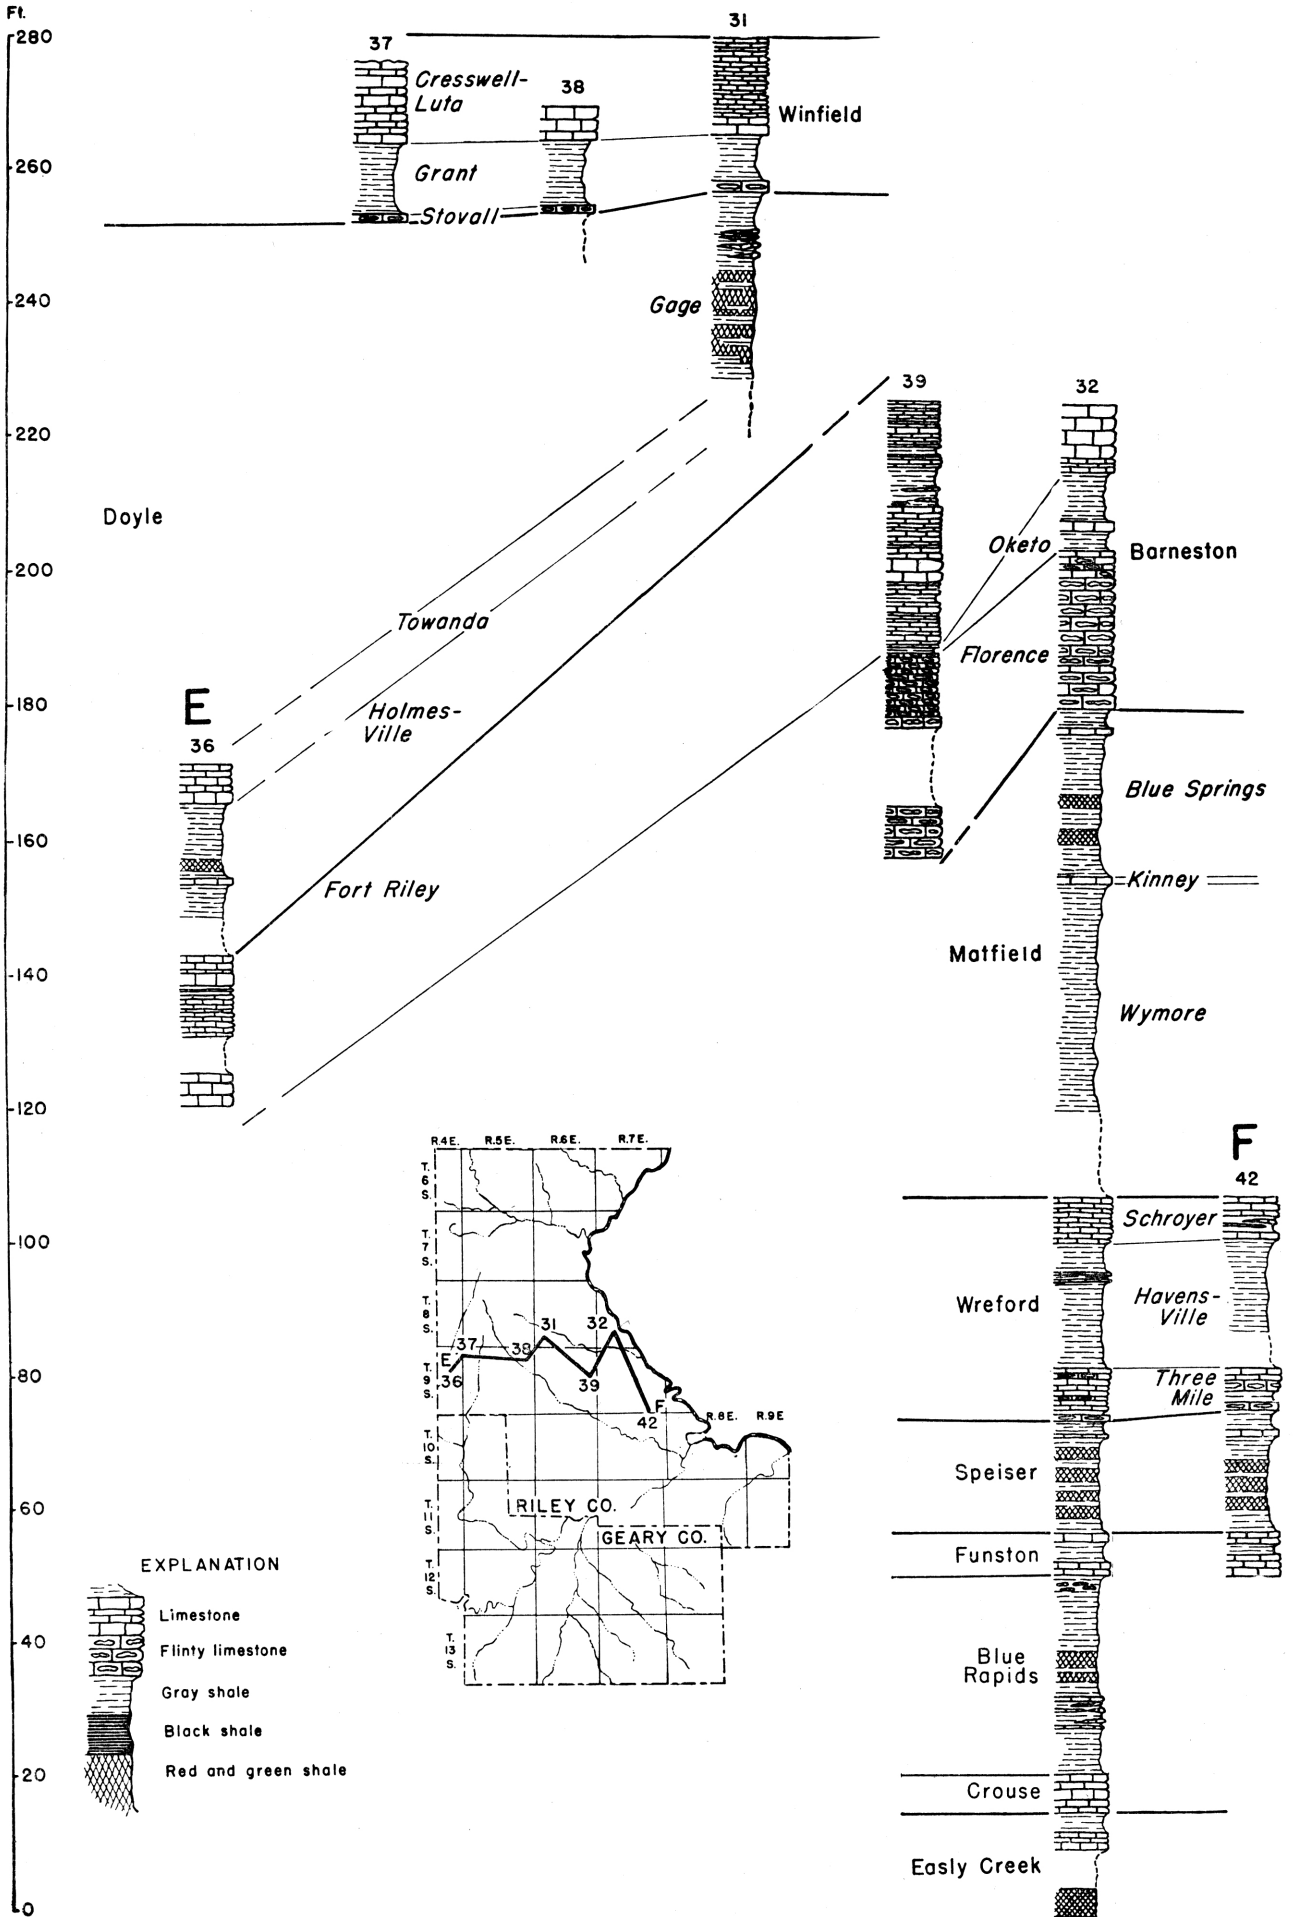 Ft.
280
260
240
220
200
180
160
140
120
100
80
60
40
20
0
37
Cresswell-
Luta
38
31
Winfield
Grant
Stovall
Gage
39
32
Doyle
Oketo
Barneston
Towanda
Florence
E
36
Holmes-
Ville
Blue Springs
Fort Riley
Kinney
Matfield
Wymore
F
42
Schroyer
Wreford
Havens-
Ville
Three
Mile
Speiser
Funston
Blue
Rapids
Crouse
Easly Creek
R.4E. R.5E. R.6E. R.7E.
T.
6
S.
T.
7
S.
T.
8
S.
T.
9
S.
T.
10
S.
T.
11
S.
T.
12
S.
T.
13
S.
E
36
37
38
31
39
32
F
42
R.8E. R.9E
RILEY CO.
GEARY CO.
EXPLANATION
Limestone
Flinty limestone
Gray shale
Black shale
Red and green shale